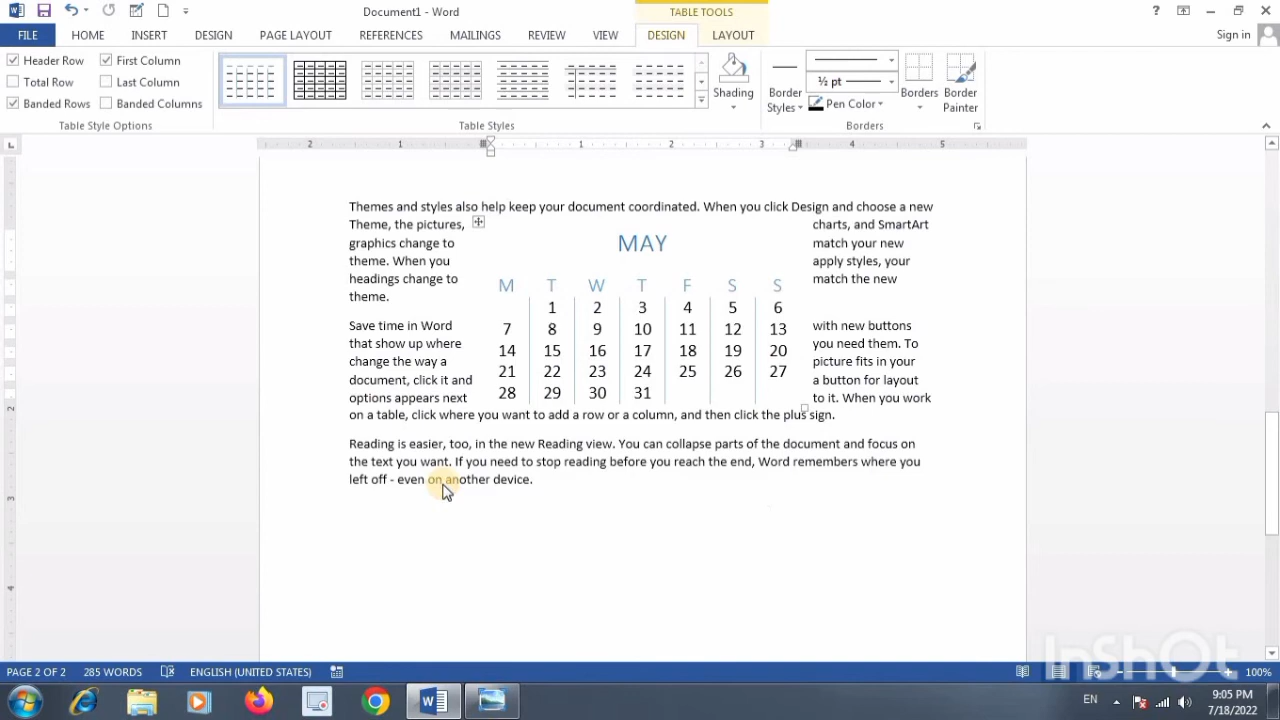 Document1 - Word
TABLE TOOLS
?
FILE HOME INSERT DESIGN PAGE LAYOUT REFERENCES MAILINGS REVIEW VIEW DESIGN LAYOUT Sign in
Header Row First Column
Total Row Last Column
Banded Rows Banded Columns
Table Style Options
Table Styles
Shading
Border Styles
½ pt
Pen Color
Borders
Border Painter
Borders
2 1 1 2 3 4 5
Themes and styles also help keep your document coordinated. When you click Design and choose a new
Theme, the pictures, charts, and SmartArt
graphics change to match your new
theme. When you apply styles, your
headings change to match the new
theme.
MAY
M T W T F S S
1 2 3 4 5 6
7 8 9 10 11 12 13
14 15 16 17 18 19 20
21 22 23 24 25 26 27
28 29 30 31
Save time in Word with new buttons
that show up where you need them. To
change the way a picture fits in your
document, click it and a button for layout
options appears next to it. When you work
on a table, click where you want to add a row or a column, and then click the plus sign.
Reading is easier, too, in the new Reading view. You can collapse parts of the document and focus on
the text you want. If you need to stop reading before you reach the end, Word remembers where you
left off - even on another device.
2
3
4
InShOt
PAGE 2 OF 2 285 WORDS ENGLISH (UNITED STATES) 100%
EN 9:05 PM
7/18/2022